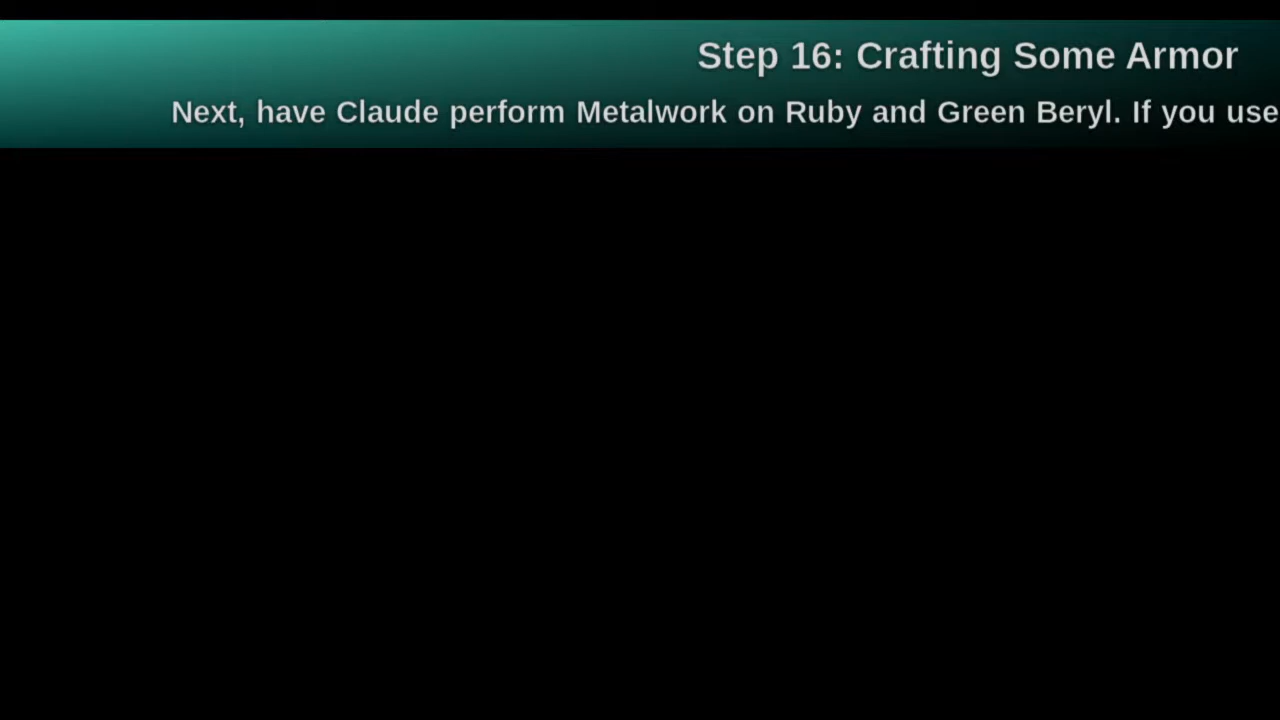 Step 16: Crafting Some Armor
Next, have Claude perform Metalwork on Ruby and Green Beryl. If you use